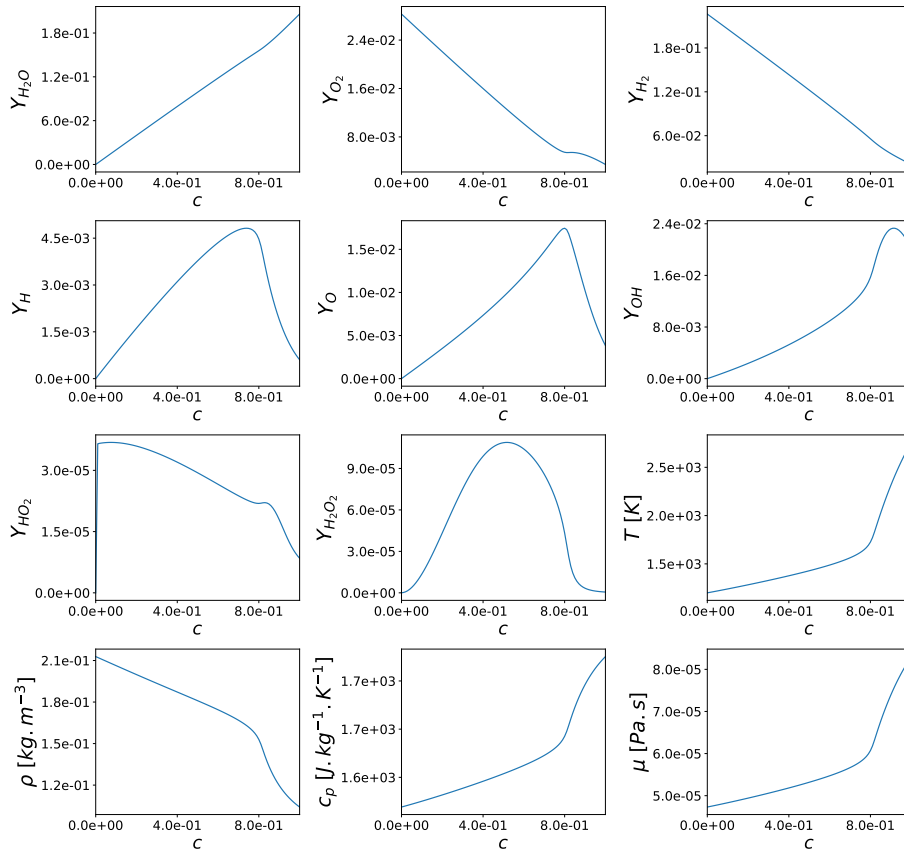 Y_{H_2O}
1.8e-01
1.2e-01
6.0e-02
0.0e+00
0.0e+00 4.0e-01 8.0e-01
c
Y_{O_2}
2.4e-02
1.6e-02
8.0e-03
0.0e+00 4.0e-01 8.0e-01
c
Y_{H_2}
1.8e-01
1.2e-01
6.0e-02
0.0e+00 4.0e-01 8.0e-01
c
Y_H
4.5e-03
3.0e-03
1.5e-03
0.0e+00
0.0e+00 4.0e-01 8.0e-01
c
Y_O
1.5e-02
1.0e-02
5.0e-03
0.0e+00
0.0e+00 4.0e-01 8.0e-01
c
Y_{OH}
2.4e-02
1.6e-02
8.0e-03
0.0e+00
0.0e+00 4.0e-01 8.0e-01
c
Y_{HO_2}
3.0e-05
1.5e-05
0.0e+00
0.0e+00 4.0e-01 8.0e-01
c
Y_{H_2O_2}
9.0e-05
6.0e-05
3.0e-05
0.0e+00
0.0e+00 4.0e-01 8.0e-01
c
T [K]
2.5e+03
2.0e+03
1.5e+03
0.0e+00 4.0e-01 8.0e-01
c
ρ [kg.m^{-3}]
2.1e-01
1.8e-01
1.5e-01
1.2e-01
0.0e+00 4.0e-01 8.0e-01
c
c_p [J.kg^{-1}.K^{-1}]
1.7e+03
1.7e+03
1.6e+03
0.0e+00 4.0e-01 8.0e-01
c
μ [Pa.s]
8.0e-05
7.0e-05
6.0e-05
5.0e-05
0.0e+00 4.0e-01 8.0e-01
c